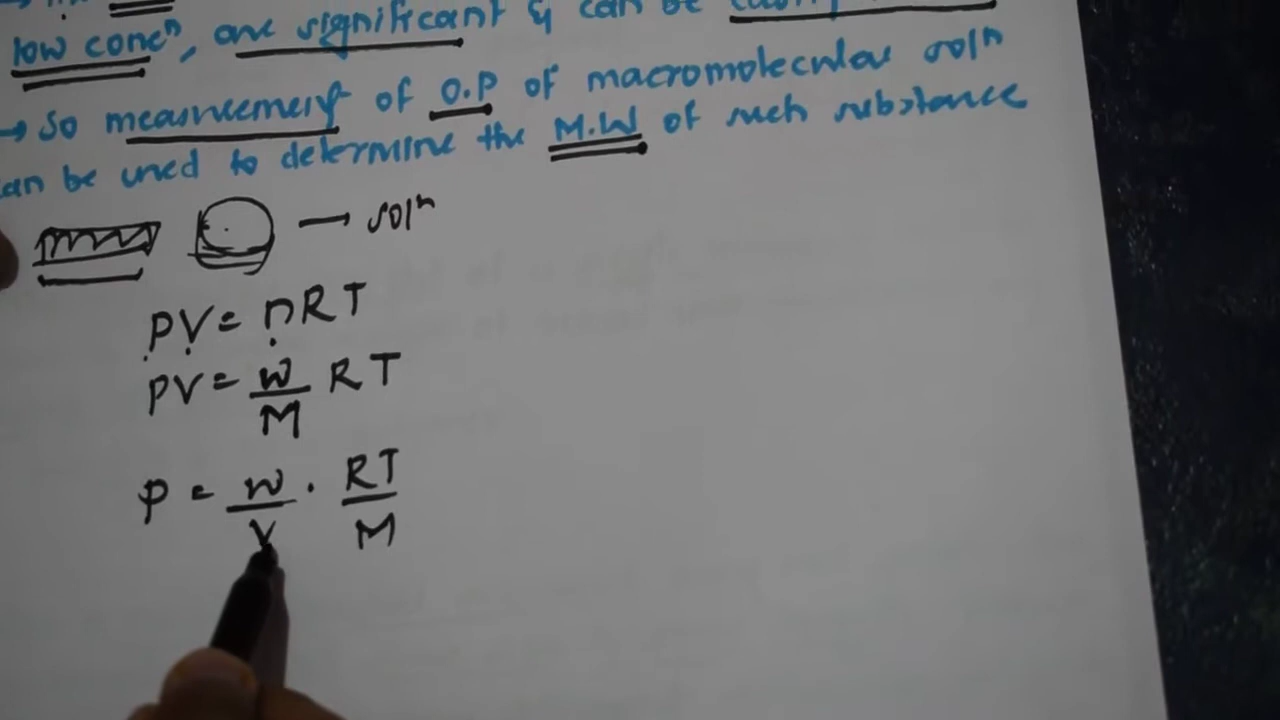 low concⁿ, are significant & can be
→ so measurement of O.P of macromolecular solⁿ
can be used to determine the M.W of such substance
→ solⁿ
PV = nRT
PV = w/M RT
P = w/V · RT/M